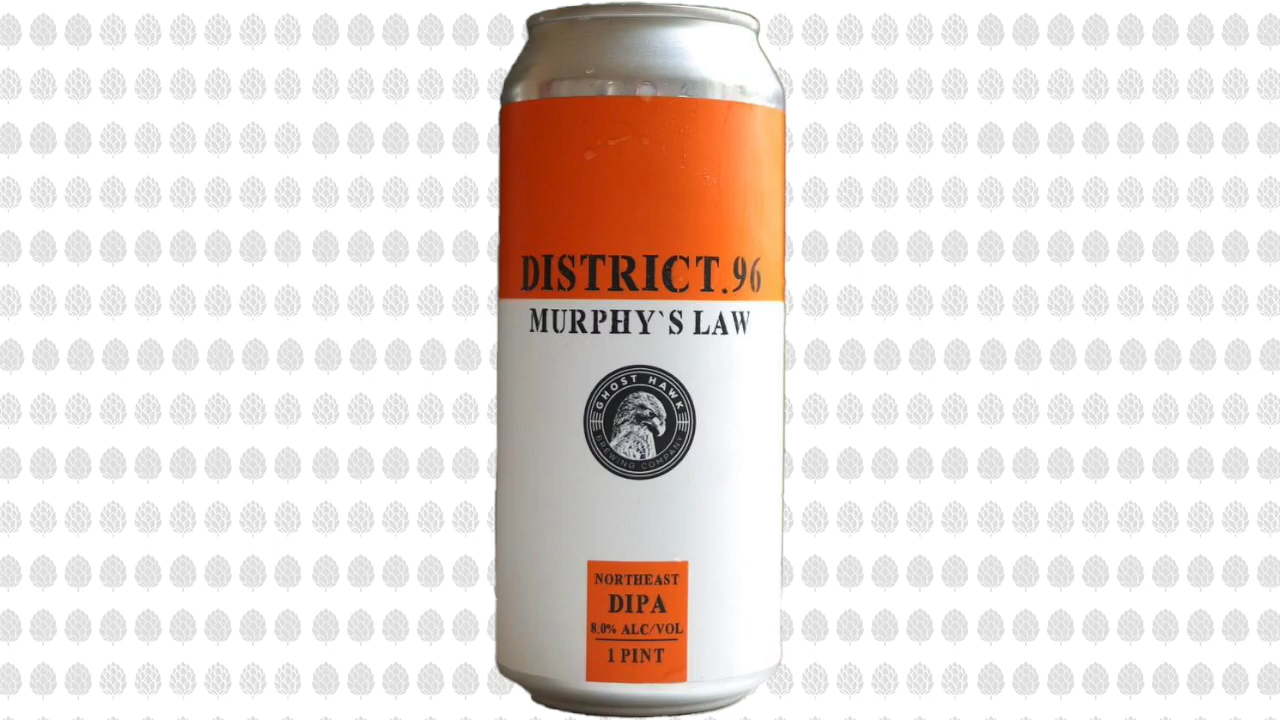 DISTRICT.96
MURPHY`S LAW
GHOST HAWK
BREWING COMPANY
NORTHEAST
DIPA
8.0% ALC/VOL
1 PINT